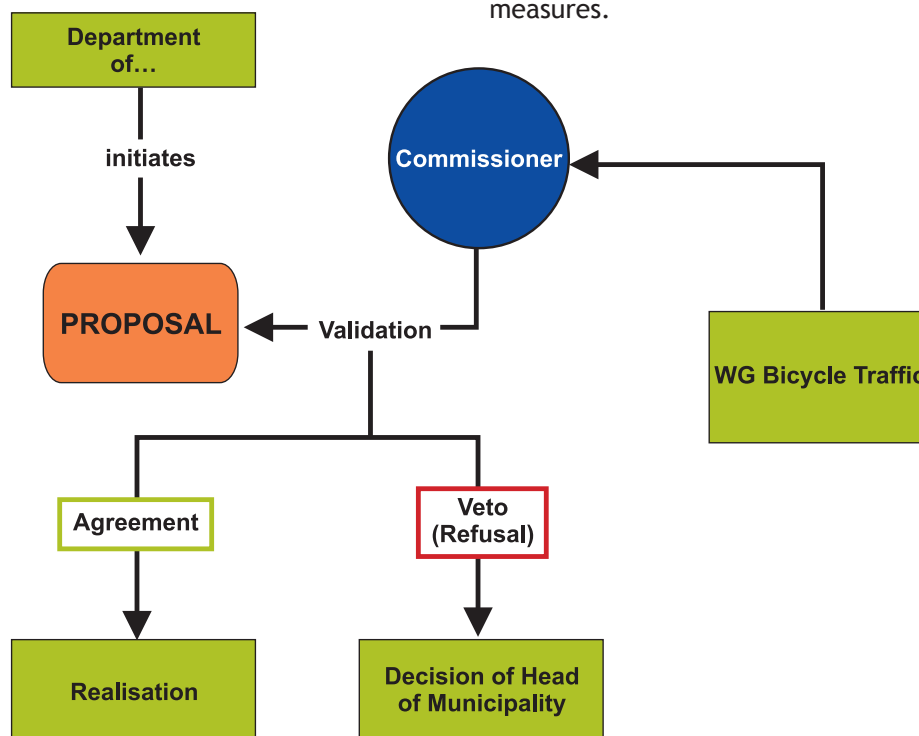 measures.
Department
of...
initiates
Commissioner
PROPOSAL
Validation
WG Bicycle Traffic
Agreement
Veto
(Refusal)
Realisation
Decision of Head
of Municipality